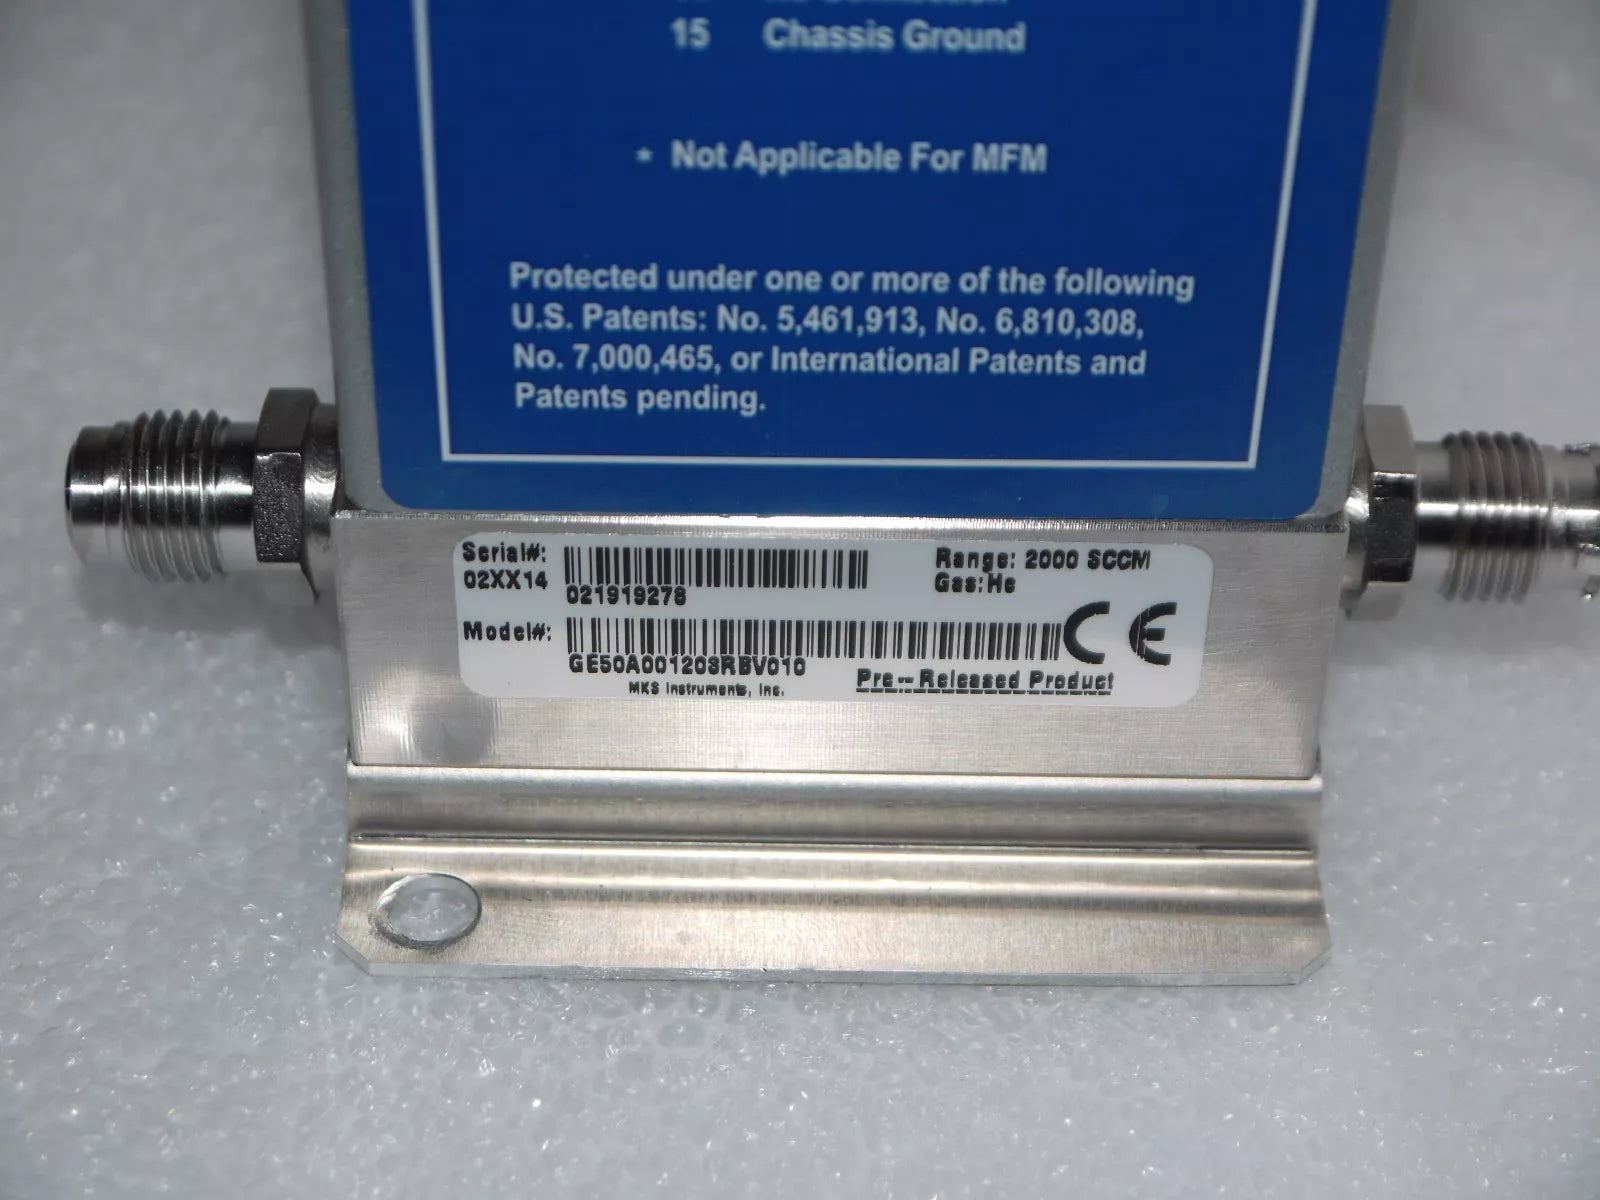 15 Chassis Ground
* Not Applicable For MFM
Protected under one or more of the following
U.S. Patents: No. 5,461,913, No. 6,810,308,
No. 7,000,465, or International Patents and
Patents pending.
Serial#:
02XX14
021919278
Range: 2000 SCCM
Gas:He
Model#:
GE50A001203RBV010
MKS Instruments, Inc.
CE
Pre-Released Product